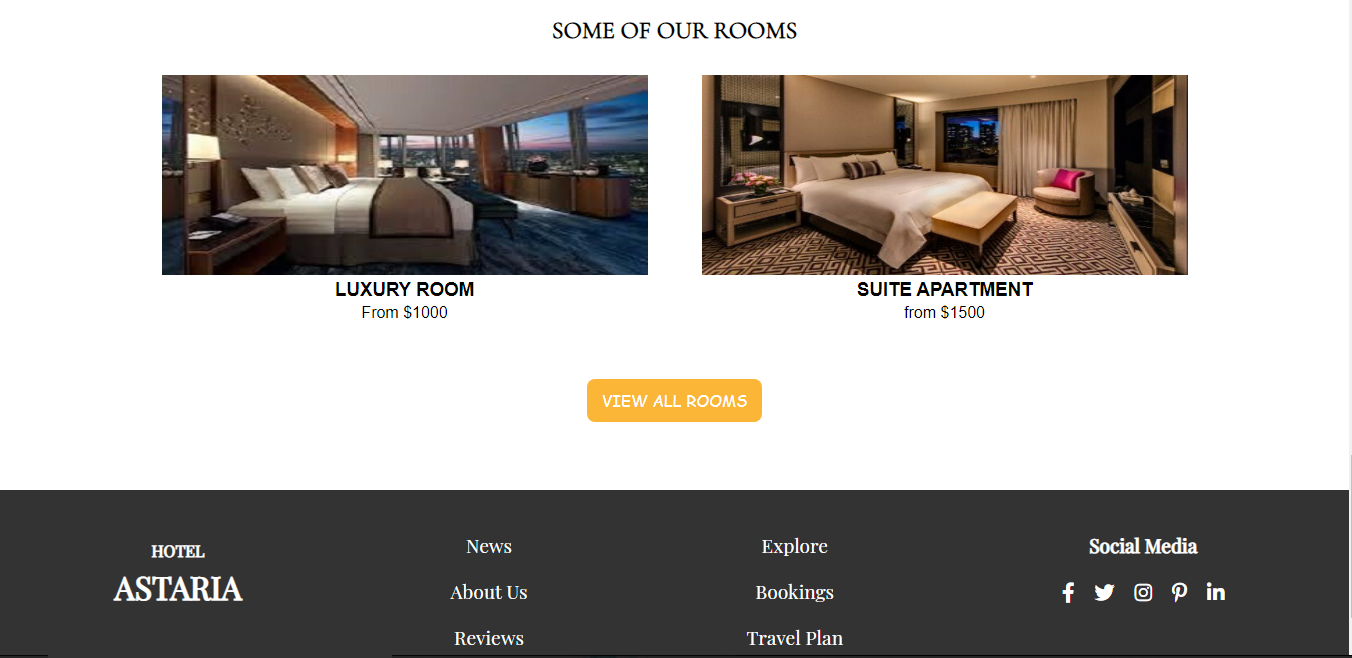 SOME OF OUR ROOMS
LUXURY ROOM
From $1000
SUITE APARTMENT
from $1500
VIEW ALL ROOMS
HOTEL
ASTARIA
News
About Us
Reviews
Explore
Bookings
Travel Plan
Social Media